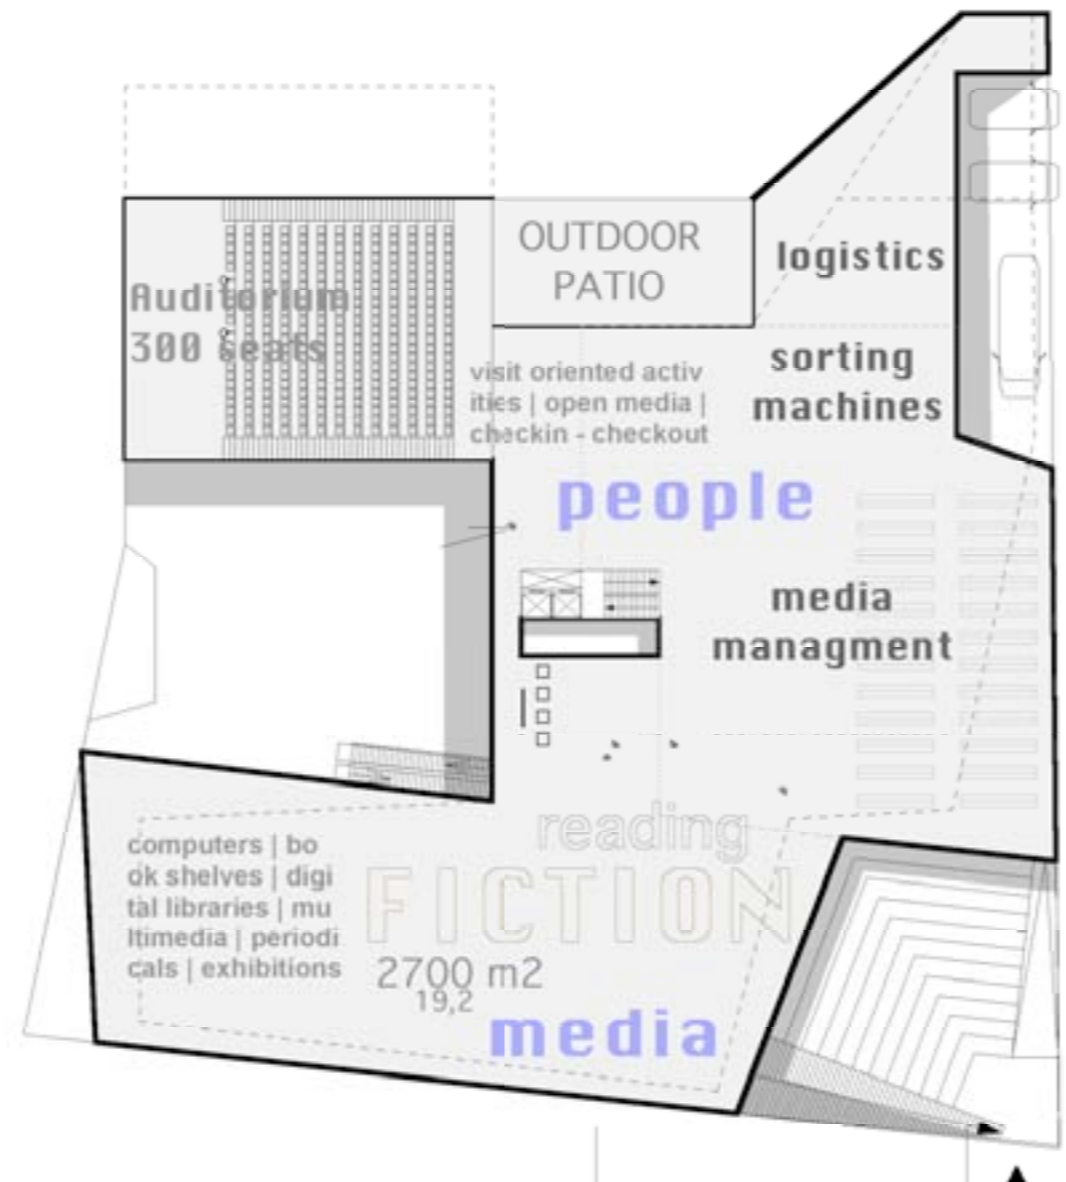 OUTDOOR
PATIO
logistics
Auditorium
300 seats
sorting
machines
visit oriented activ
ities | open media |
checkin - checkout
people
media
managment
reading
FICTION
computers | bo
ok shelves | digi
tal libraries | mu
ltimedia | periodi
cals | exhibitions
2700 m2
19,2
media